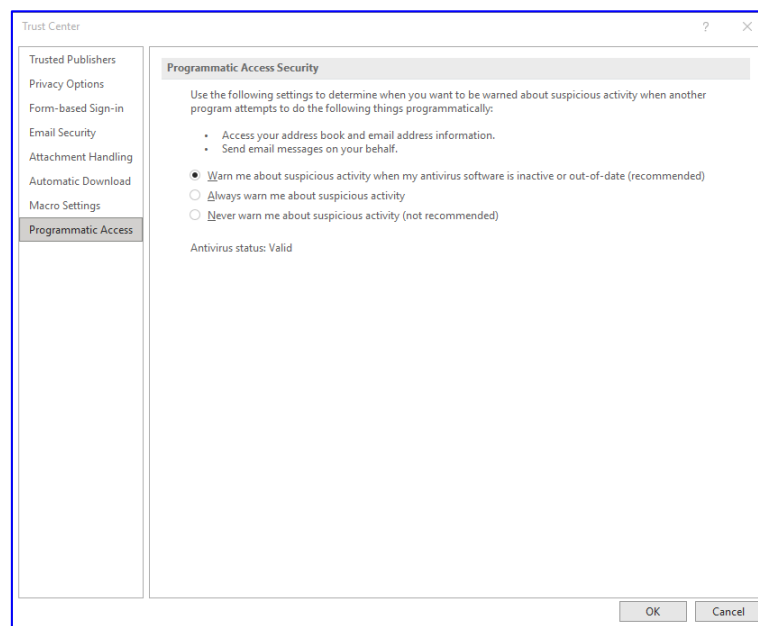 Trust Center
?
Trusted Publishers
Privacy Options
Form-based Sign-in
Email Security
Attachment Handling
Automatic Download
Macro Settings
Programmatic Access
Programmatic Access Security
Use the following settings to determine when you want to be warned about suspicious activity when another
program attempts to do the following things programmatically:
• Access your address book and email address information.
• Send email messages on your behalf.
Warn me about suspicious activity when my antivirus software is inactive or out-of-date (recommended)
Always warn me about suspicious activity
Never warn me about suspicious activity (not recommended)
Antivirus status: Valid
OK
Cancel